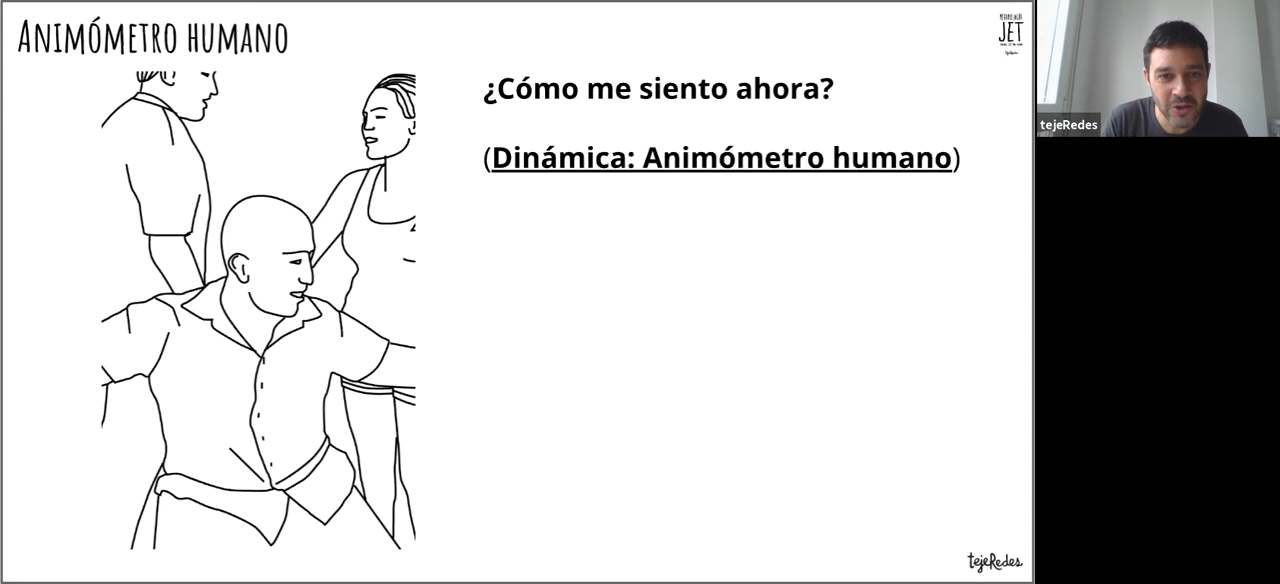 Animómetro humano
JET
¿Cómo me siento ahora?
tejeRedes
(Dinámica: Animómetro humano)
tejeRedes